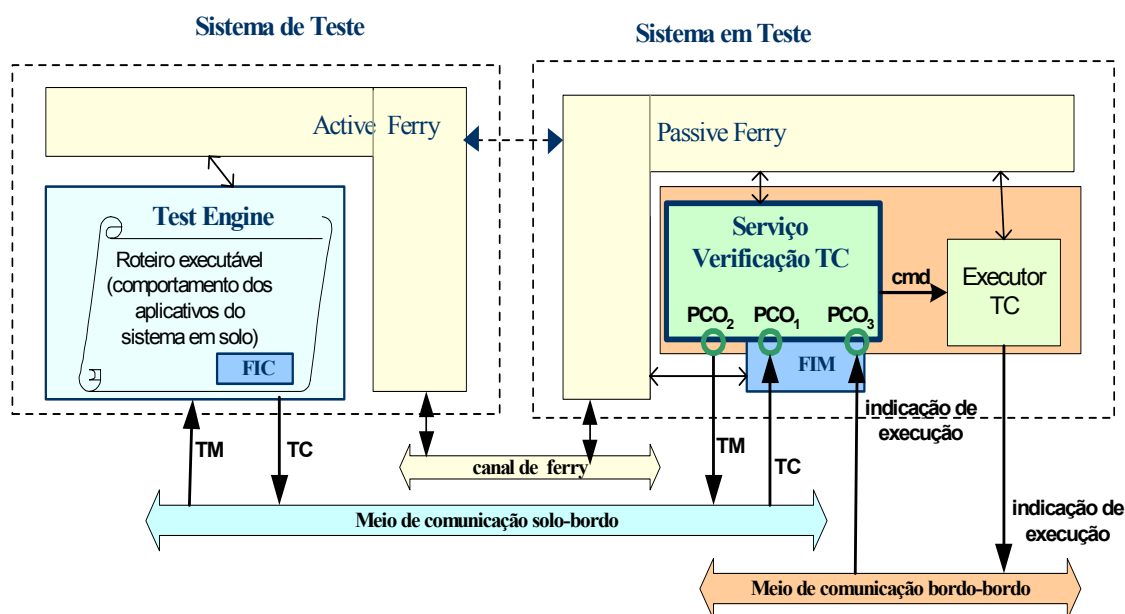 Sistema de Teste
Sistema em Teste
Active Ferry
Passive Ferry
Test Engine
Roteiro executável
(comportamento dos
aplicativos do
sistema em solo)
FIC
Serviço
Verificação TC
cmd
Executor
TC
PCO₂
PCO₁
PCO₃
FIM
indicação de
execução
TM
TC
canal de ferry
TM
TC
Meio de comunicação solo-bordo
indicação de
execução
Meio de comunicação bordo-bordo